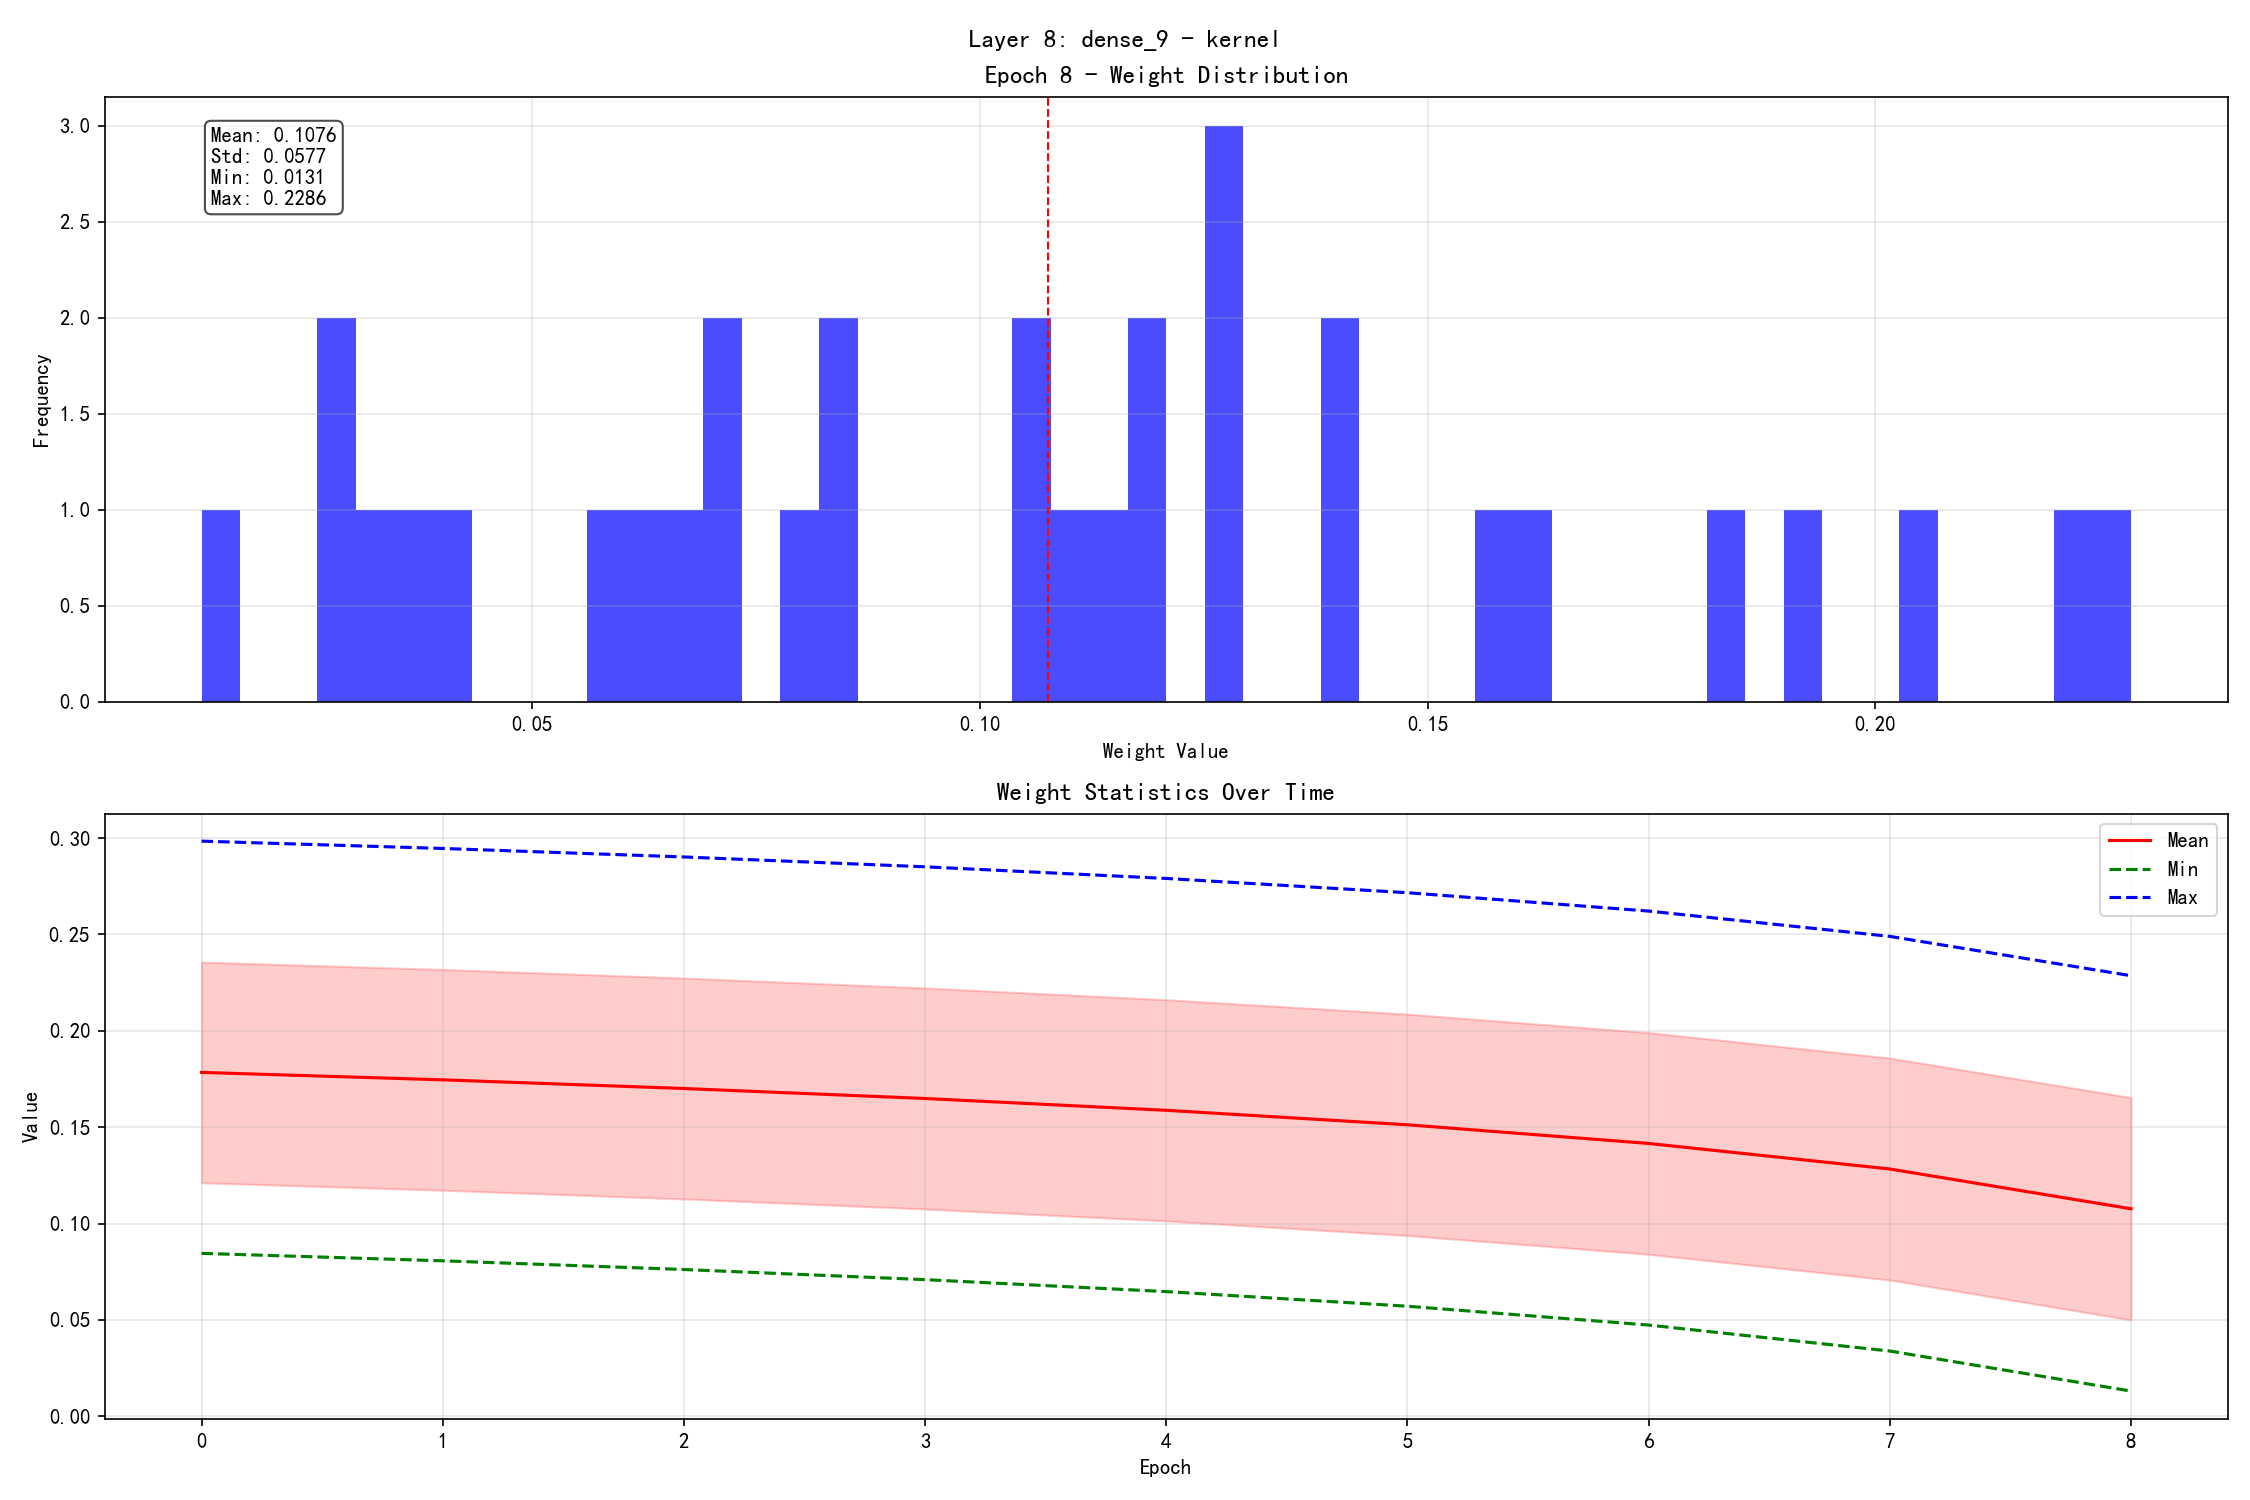 Layer 8: dense_9 - kernel
Epoch 8 - Weight Distribution
Mean: 0.1076
Std: 0.0577
Min: 0.0131
Max: 0.2286
3.0
2.5
2.0
1.5
1.0
0.5
0.0
Frequency
0.05 0.10 0.15 0.20
Weight Value
Weight Statistics Over Time
Mean
Min
Max
0.30
0.25
0.20
0.15
0.10
0.05
0.00
Value
0 1 2 3 4 5 6 7 8
Epoch